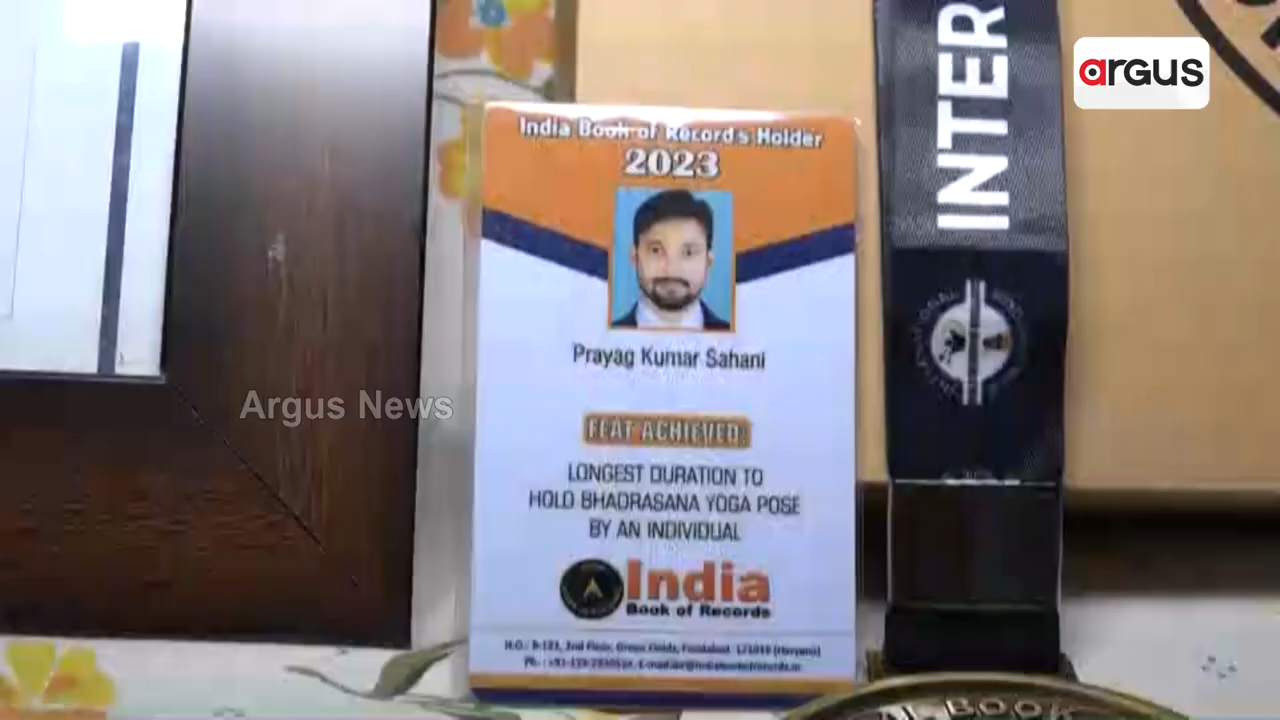 argus
INTER
India Book of Records Holder
2023
Prayag Kumar Sahani
Argus News
FEAT ACHIEVED:
LONGEST DURATION TO
HOLD BHADRASANA YOGA POSE
BY AN INDIVIDUAL
India
Book of Records
AL BOOK